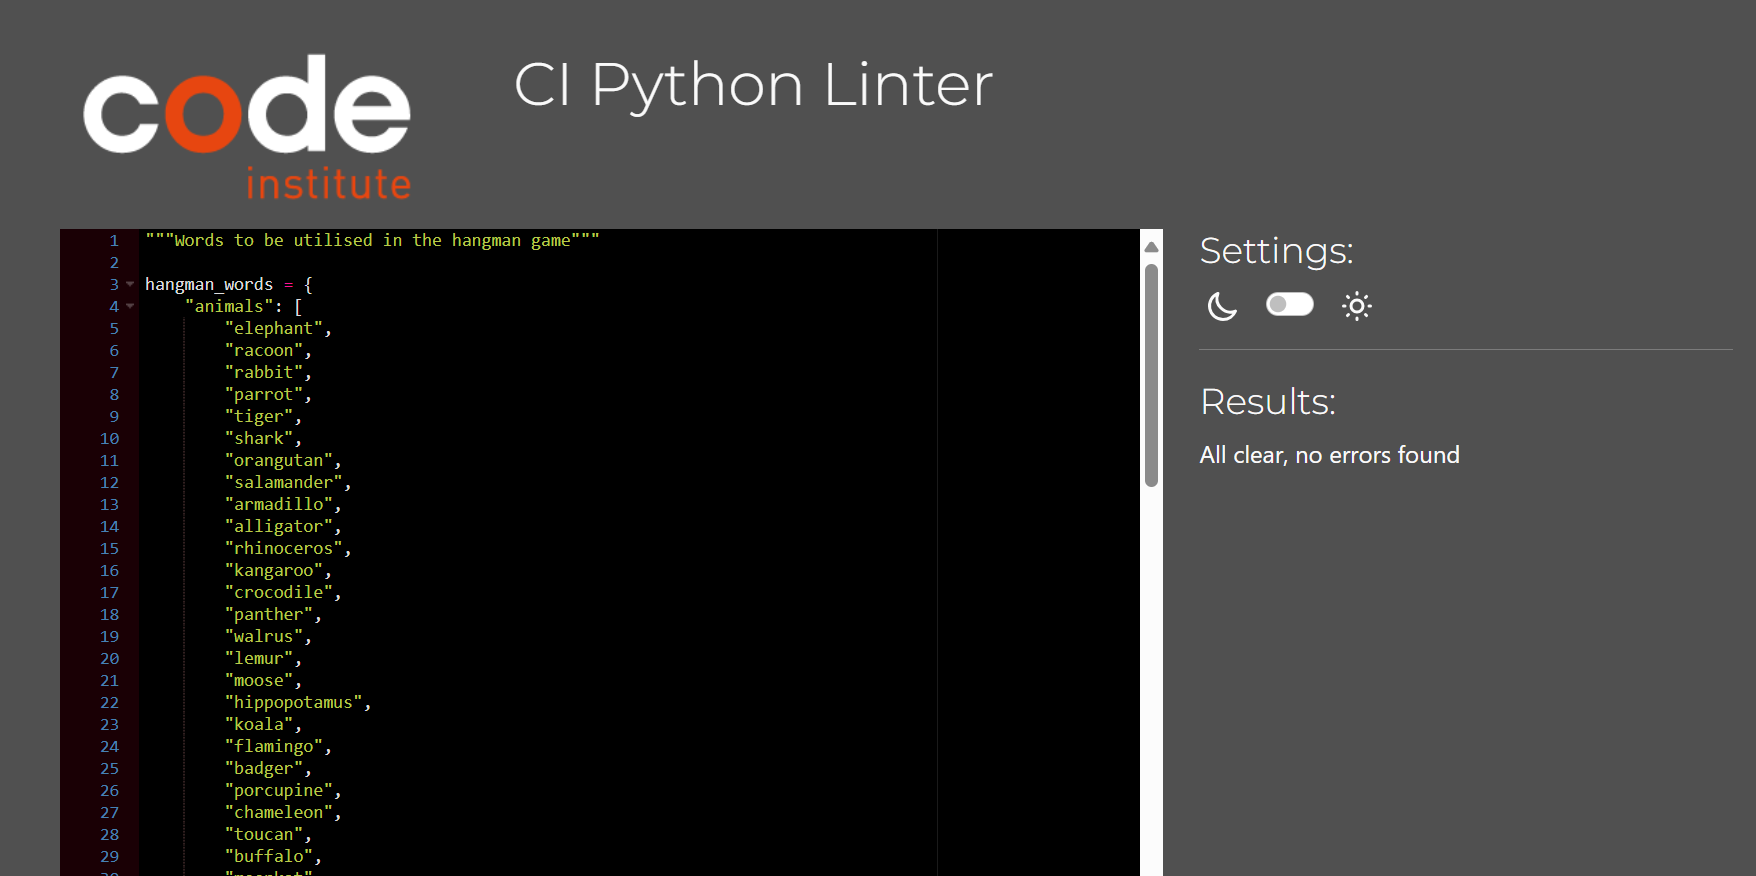 code
institute
CI Python Linter
1 """Words to be utilised in the hangman game"""
2
3 hangman_words = {
4 "animals": [
5 "elephant",
6 "racoon",
7 "rabbit",
8 "parrot",
9 "tiger",
10 "shark",
11 "orangutan",
12 "salamander",
13 "armadillo",
14 "alligator",
15 "rhinoceros",
16 "kangaroo",
17 "crocodile",
18 "panther",
19 "walrus",
20 "lemur",
21 "moose",
22 "hippopotamus",
23 "koala",
24 "flamingo",
25 "badger",
26 "porcupine",
27 "chameleon",
28 "toucan",
29 "buffalo",
Settings:
Results:
All clear, no errors found